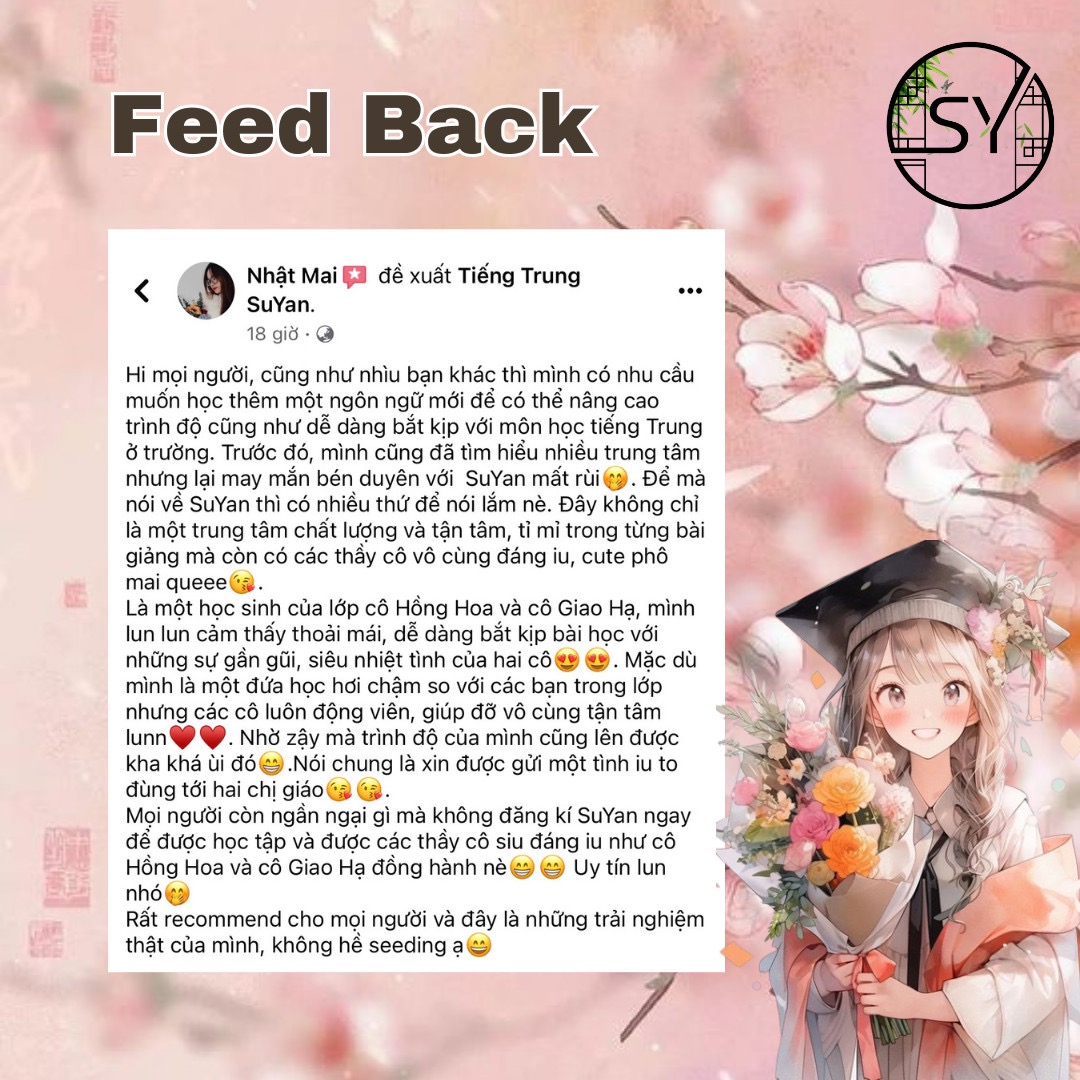 Feed Back
SY
Nhật Mai đề xuất Tiếng Trung
SuYan.
18 giờ ·
Hi mọi người, cũng như nhìu bạn khác thì mình có nhu cầu
muốn học thêm một ngôn ngữ mới để có thể nâng cao
trình độ cũng như dễ dàng bắt kịp với môn học tiếng Trung
ở trường. Trước đó, mình cũng đã tìm hiểu nhiều trung tâm
nhưng lại may mắn bén duyên với  SuYan mất rùi🤭. Để mà
nói về SuYan thì có nhiều thứ để nói lắm nè. Đây không chỉ
là một trung tâm chất lượng và tận tâm, tỉ mỉ trong từng bài
giảng mà còn có các thầy cô vô cùng đáng iu, cute phô
mai queee😘.
Là một học sinh của lớp cô Hồng Hoa và cô Giao Hạ, mình
lun lun cảm thấy thoải mái, dễ dàng bắt kịp bài học với
những sự gần gũi, siêu nhiệt tình của hai cô😍😍. Mặc dù
mình là một đứa học hơi chậm so với các bạn trong lớp
nhưng các cô luôn động viên, giúp đỡ vô cùng tận tâm
lunn♥️♥️. Nhờ zậy mà trình độ của mình cũng lên được
kha khá ùi đó😁.Nói chung là xin được gửi một tình iu to
đùng tới hai chị giáo😘😘.
Mọi người còn ngần ngại gì mà không đăng kí SuYan ngay
để được học tập và được các thầy cô siu đáng iu như cô
Hồng Hoa và cô Giao Hạ đồng hành nè😁😁 Uy tín lun
nhó🤭
Rất recommend cho mọi người và đây là những trải nghiệm
thật của mình, không hề seeding ạ😁